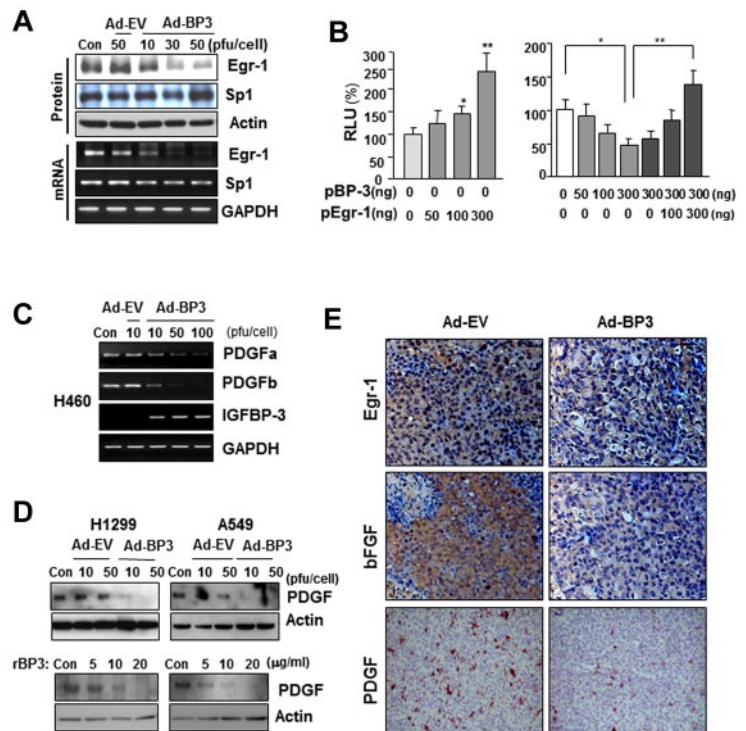 A
Ad-EV Ad-BP3
Con 50 10 30 50 (pfu/cell)
Protein
Egr-1
Sp1
Actin
mRNA
Egr-1
Sp1
GAPDH
B
RLU (%)
300
250
200
150
100
50
0
* **
pBP-3 (ng) 0 0 0 0
pEgr-1(ng) 0 50 100 300
200
150
100
50
0
* **
0 50 100 300 300 300 300 (ng)
0 0 0 0 0 100 300 (ng)
C
Ad-EV Ad-BP3
Con 10 10 50 100 (pfu/cell)
H460
PDGFa
PDGFb
IGFBP-3
GAPDH
D
H1299 A549
Ad-EV Ad-BP3 Ad-EV Ad-BP3
Con 10 50 10 50 Con 10 50 10 50
(pfu/cell)
PDGF
Actin
rBP3: Con 5 10 20 Con 5 10 20 (μg/ml)
PDGF
Actin
E
Ad-EV Ad-BP3
Egr-1
bFGF
PDGF